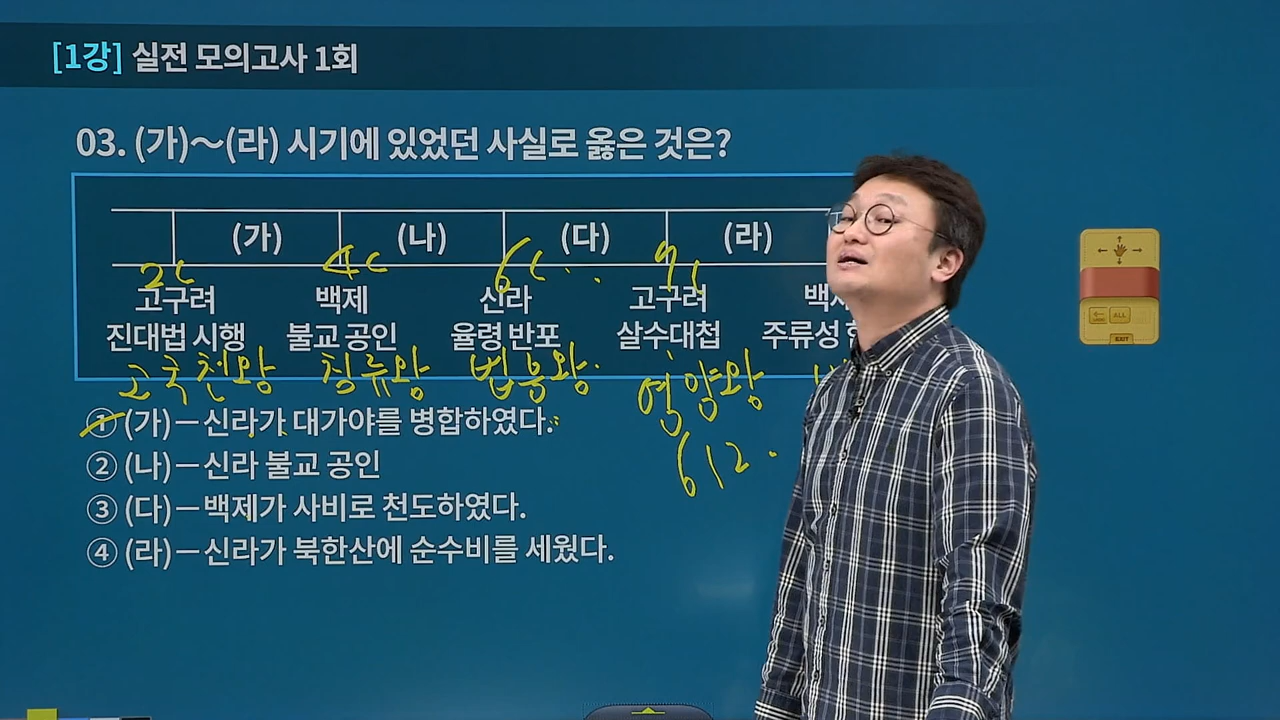 [1강] 실전 모의고사 1회
03. (가)~(라) 시기에 있었던 사실로 옳은 것은?
(가) (나) (다) (라)
2C 4C 6C
고구려 백제 신라 고구려
진대법 시행 불교 공인 율령 반포 살수대첩 주류성
고국천왕 침류왕 법흥왕 영양왕
612
① (가) – 신라가 대가야를 병합하였다.
② (나) – 신라 불교 공인
③ (다) – 백제가 사비로 천도하였다.
④ (라) – 신라가 북한산에 순수비를 세웠다.
ALL
EXIT